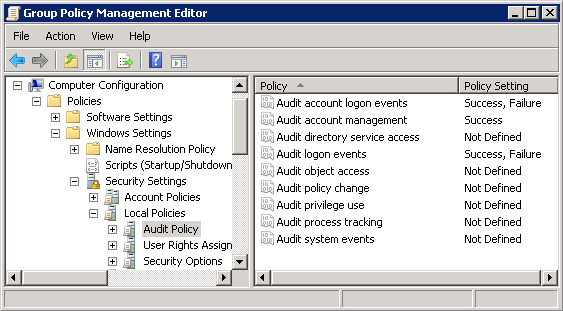 Group Policy Management Editor
File Action View Help
Computer Configuration
Policies
Software Settings
Windows Settings
Name Resolution Policy
Scripts (Startup/Shutdown
Security Settings
Account Policies
Local Policies
Audit Policy
User Rights Assign
Security Options
Policy Policy Setting
Audit account logon events Success, Failure
Audit account management Success
Audit directory service access Not Defined
Audit logon events Success, Failure
Audit object access Not Defined
Audit policy change Not Defined
Audit privilege use Not Defined
Audit process tracking Not Defined
Audit system events Not Defined